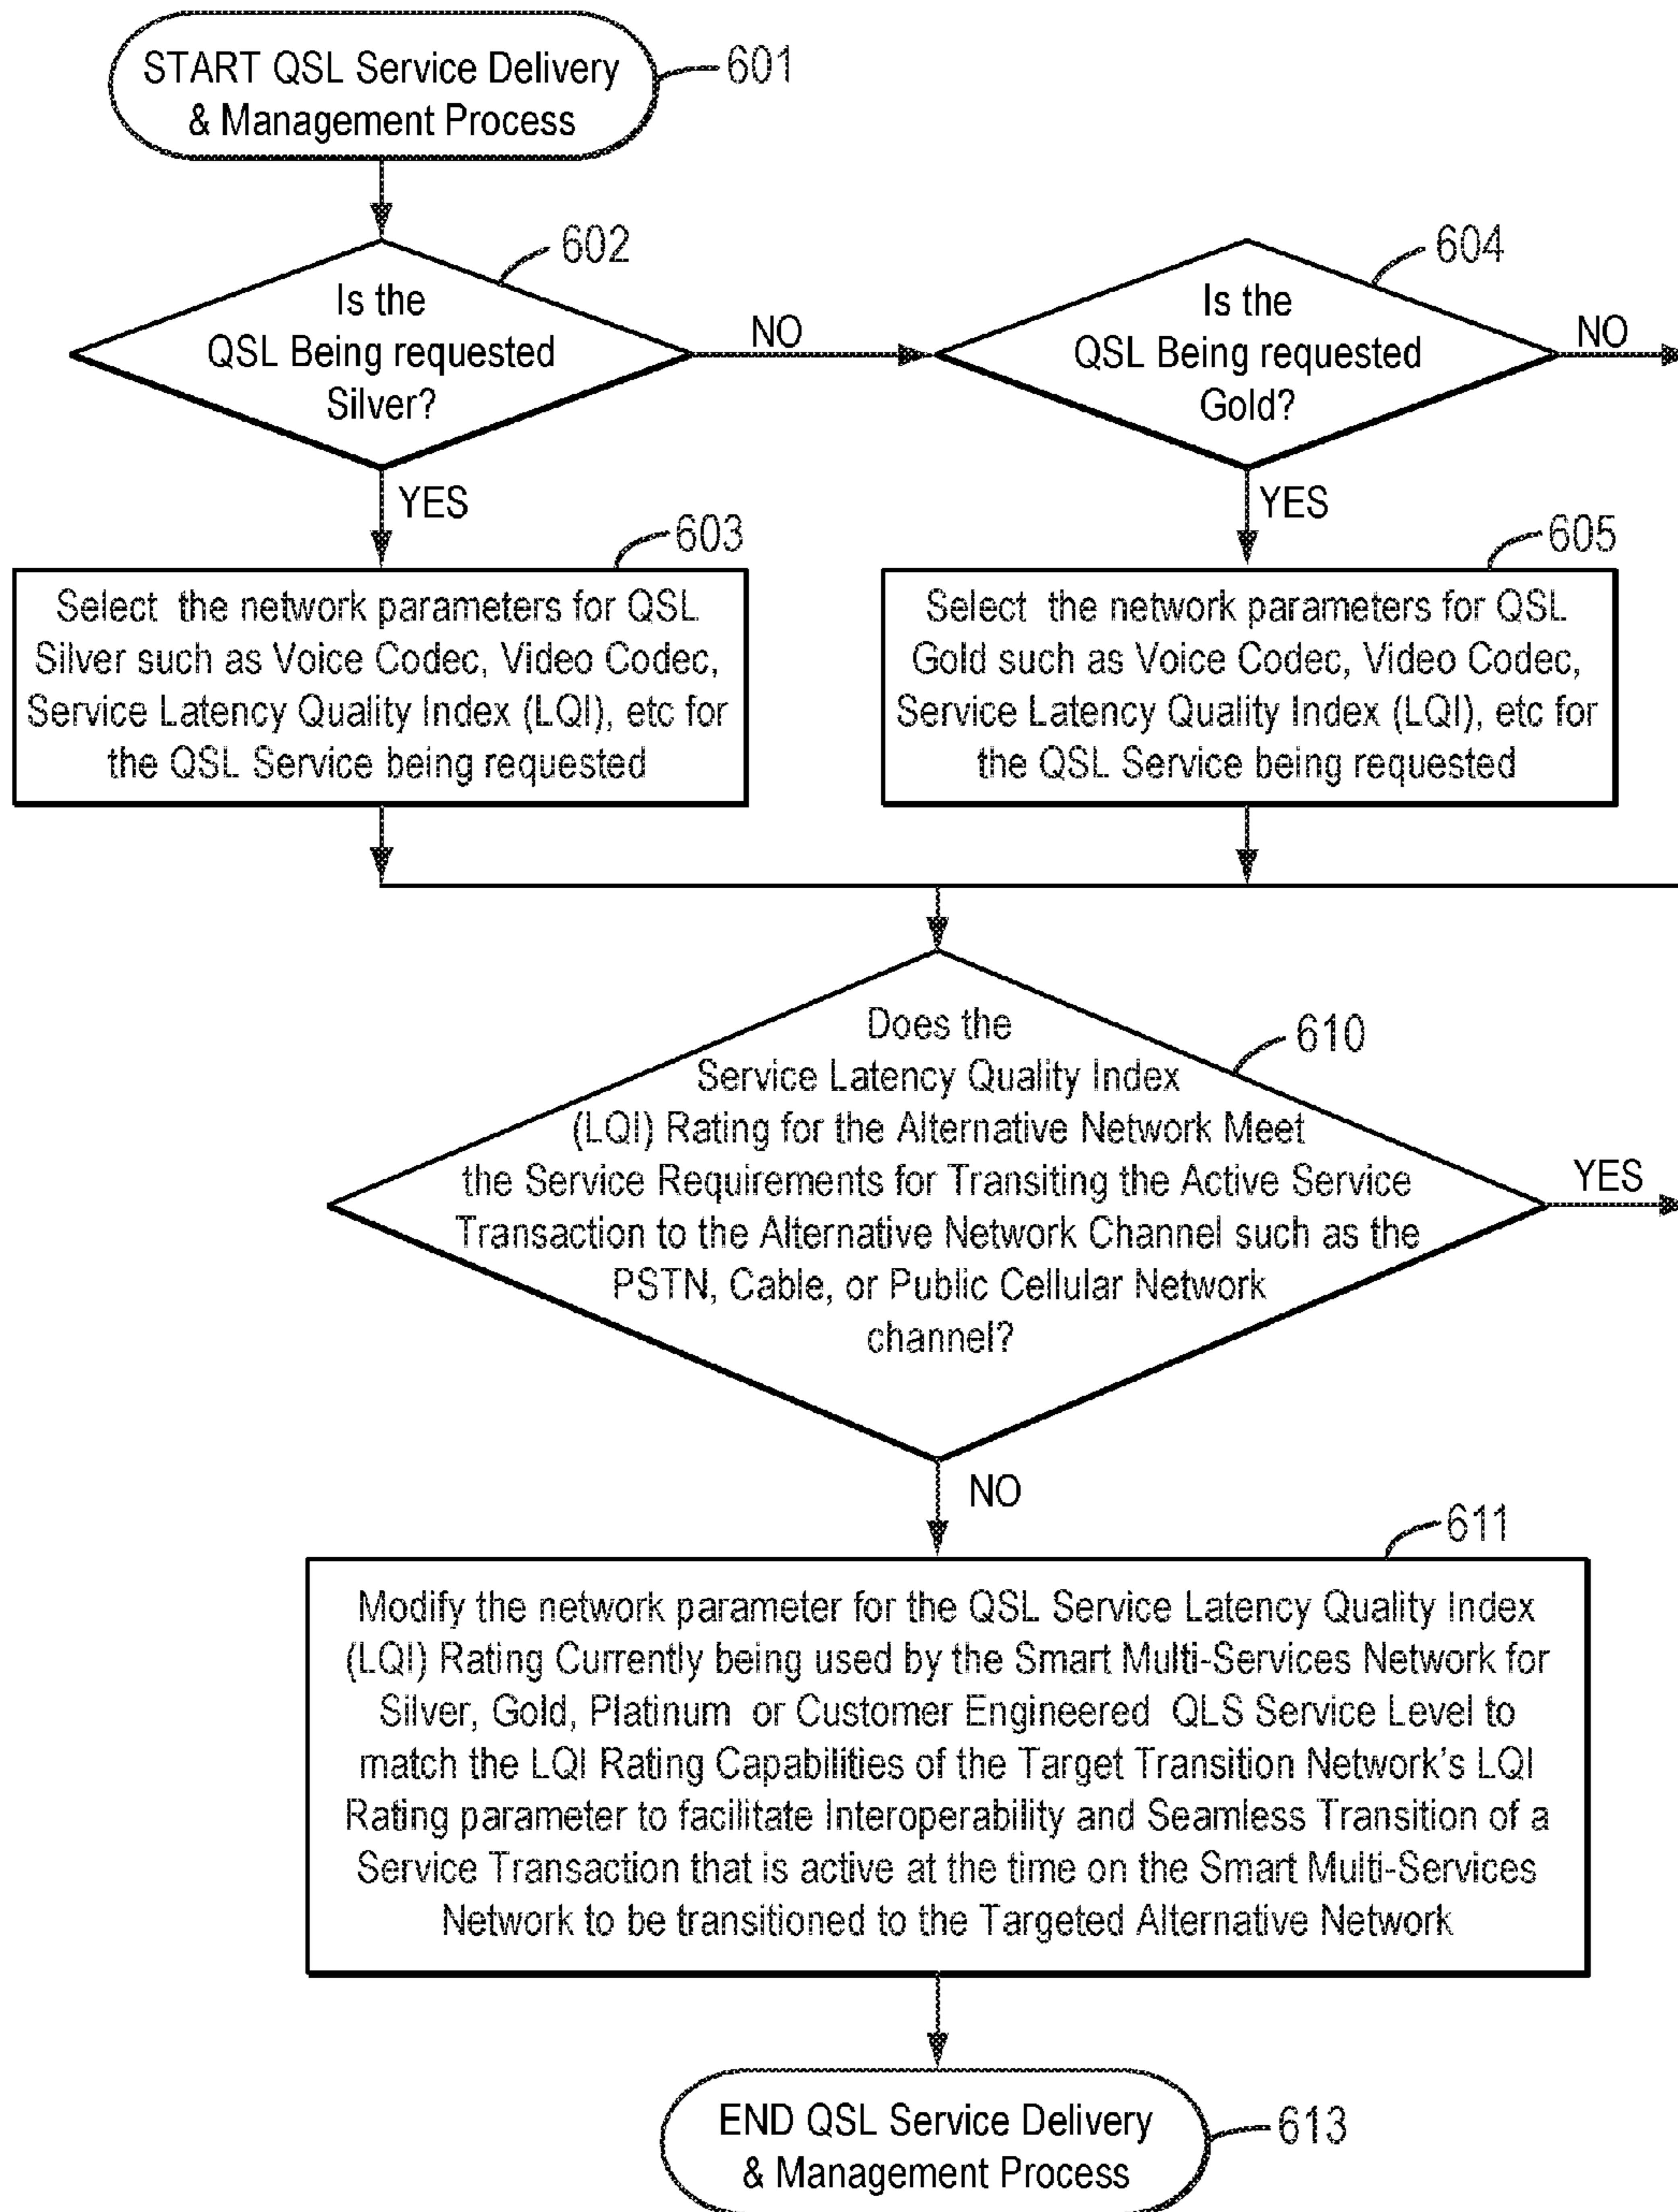 START QSL Service Delivery
& Management Process
601
602
Is the
QSL Being requested
Silver?
NO
YES
604
Is the
QSL Being requested
Gold?
NO
YES
603
Select the network parameters for QSL
Silver such as Voice Codec, Video Codec,
Service Latency Quality Index (LQI), etc for
the QSL Service being requested
605
Select the network parameters for QSL
Gold such as Voice Codec, Video Codec,
Service Latency Quality Index (LQI), etc for
the QSL Service being requested
610
Does the
Service Latency Quality Index
(LQI) Rating for the Alternative Network Meet
the Service Requirements for Transiting the Active Service
Transaction to the Alternative Network Channel such as the
PSTN, Cable, or Public Cellular Network
channel?
YES
NO
611
Modify the network parameter for the QSL Service Latency Quality Index
(LQI) Rating Currently being used by the Smart Multi-Services Network for
Silver, Gold, Platinum or Customer Engineered QLS Service Level to
match the LQI Rating Capabilities of the Target Transition Network's LQI
Rating parameter to facilitate Interoperability and Seamless Transition of a
Service Transaction that is active at the time on the Smart Multi-Services
Network to be transitioned to the Targeted Alternative Network
END QSL Service Delivery
& Management Process
613